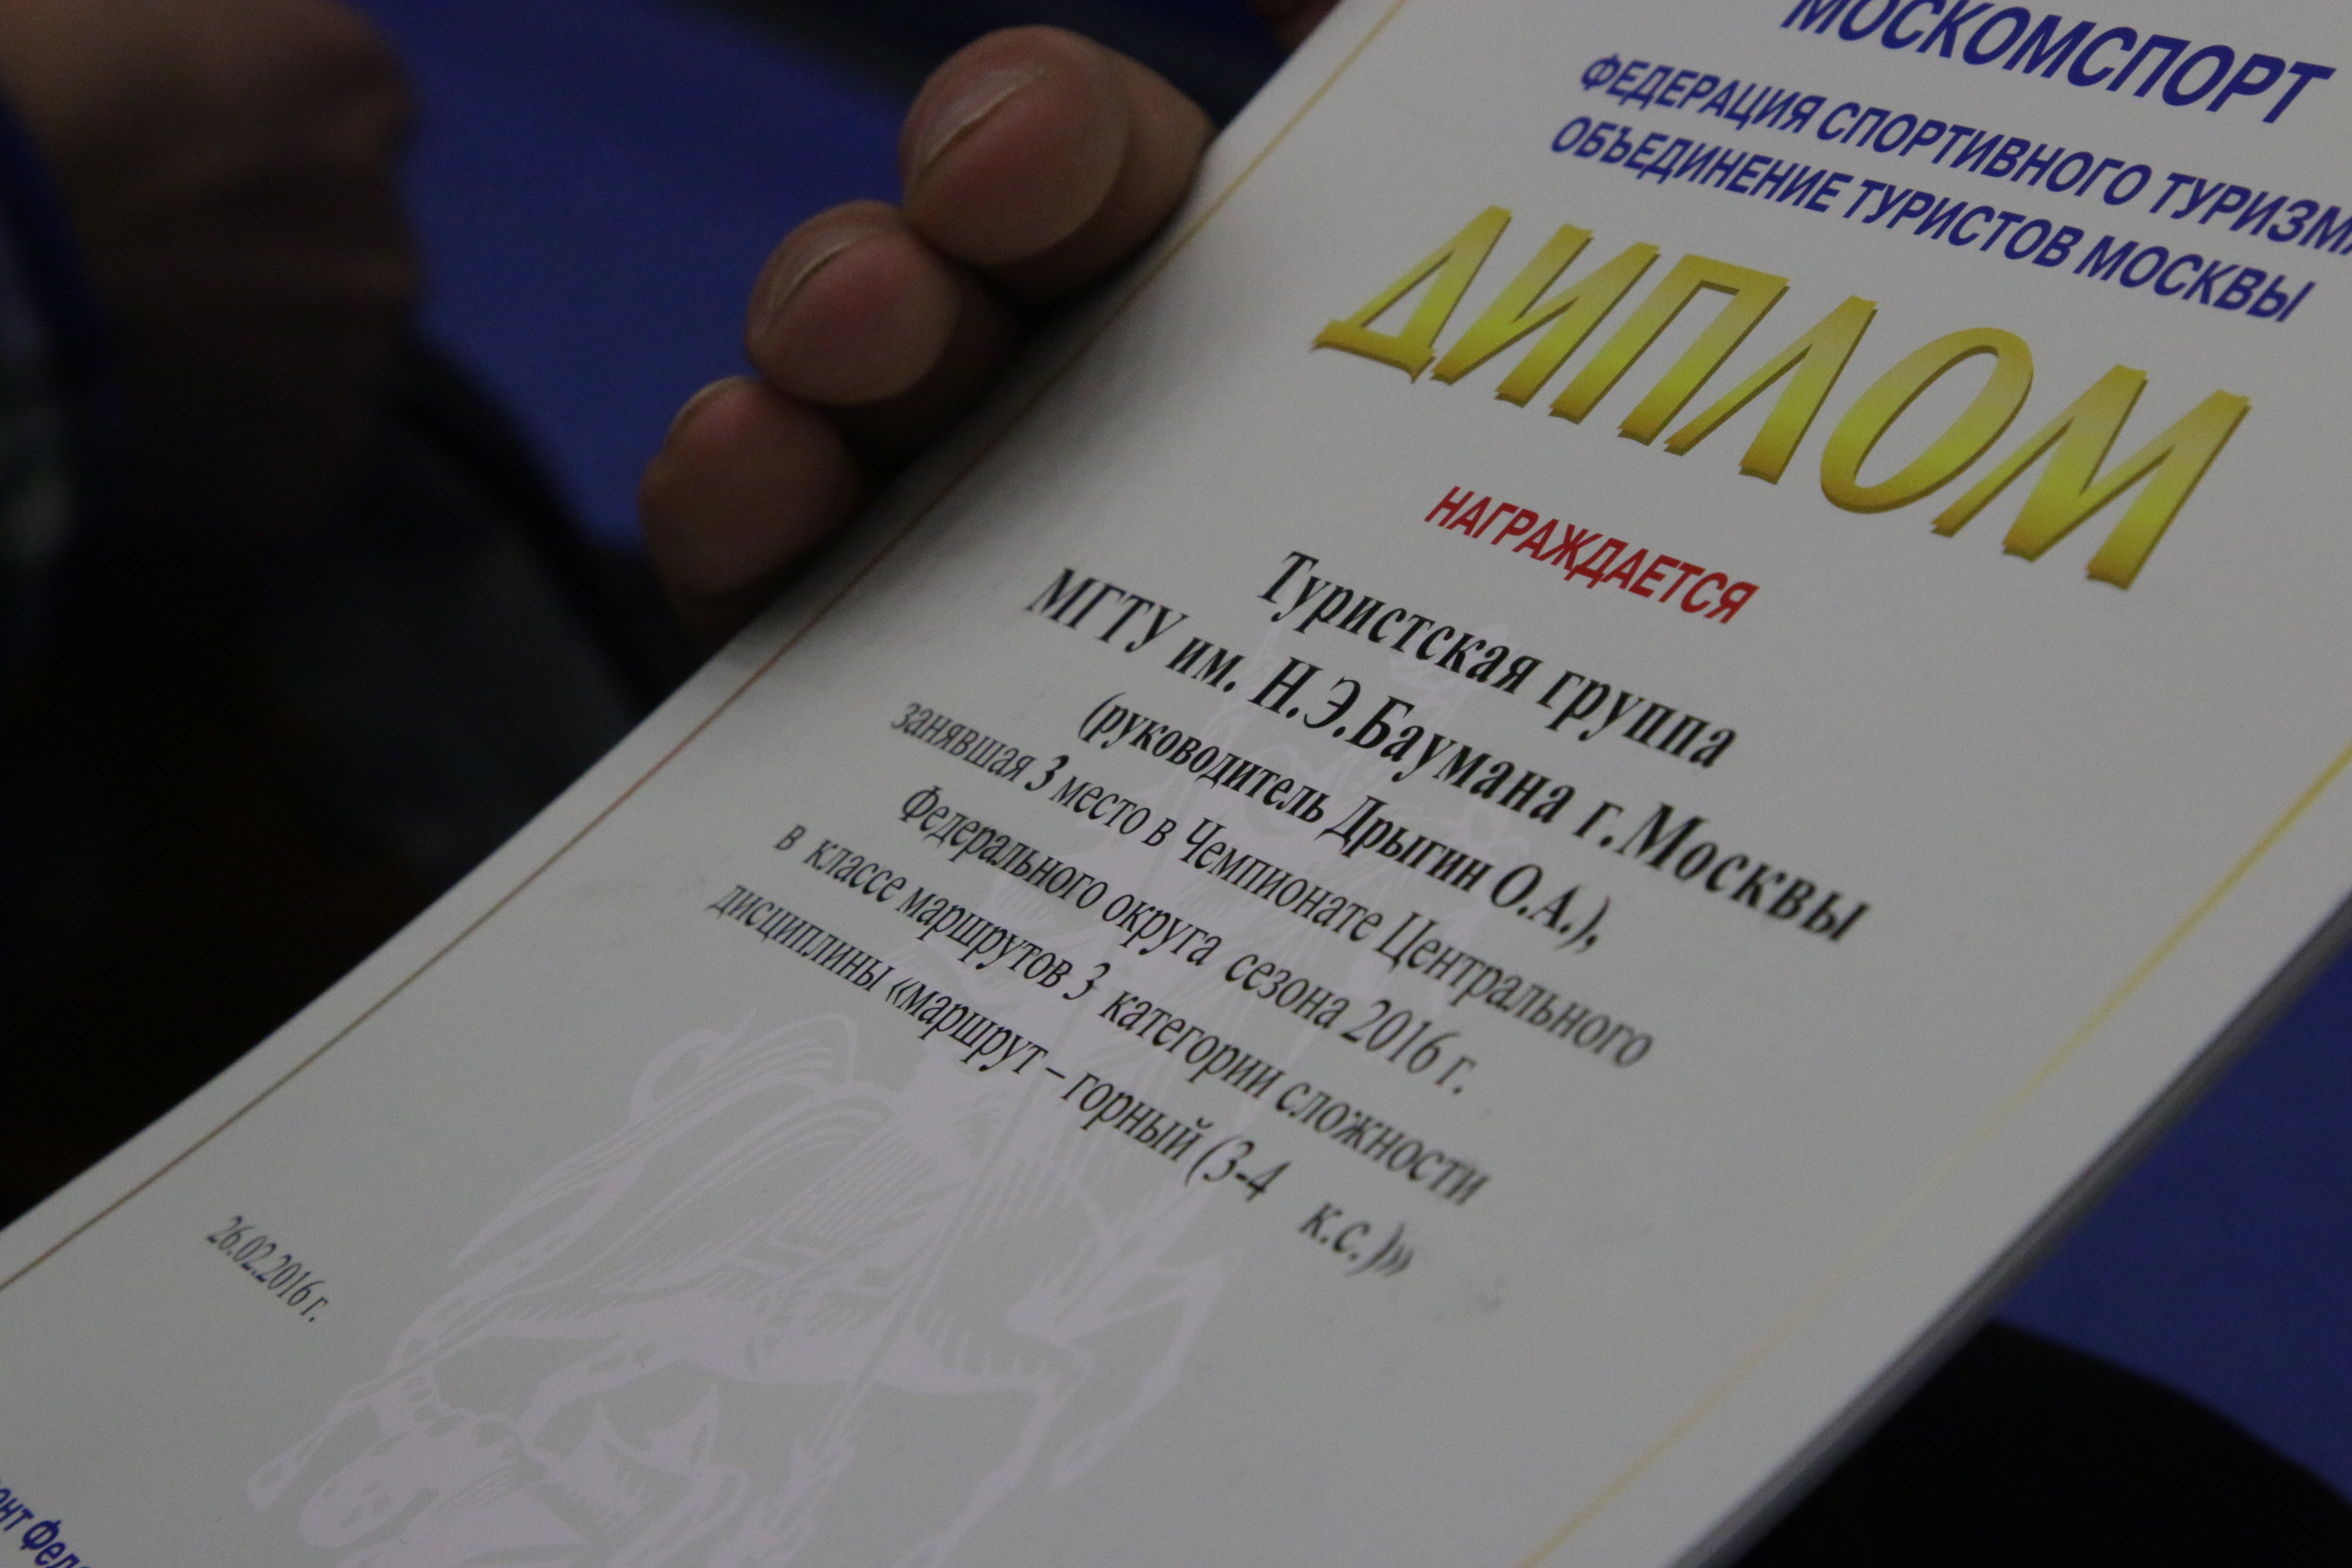 МОСКОМСПОРТ
ФЕДЕРАЦИЯ СПОРТИВНОГО
ОБЪЕДИНЕНИЕ ТУРИСТОВ МОСКВЫ
ДИПЛОМ
НАГРАЖДАЕТСЯ
Туристская группа
МГТУ им. Н.Э.Баумана г.Москвы
(руководитель Дрыгин О.А.),
занявшая 3 место в Чемпионате Центрального
Федерального округа сезона 2016 г.
в классе маршрутов 3 категории сложности
дисциплины «маршрут – горный (3-4 к.с.)»
26.02.2016 г.